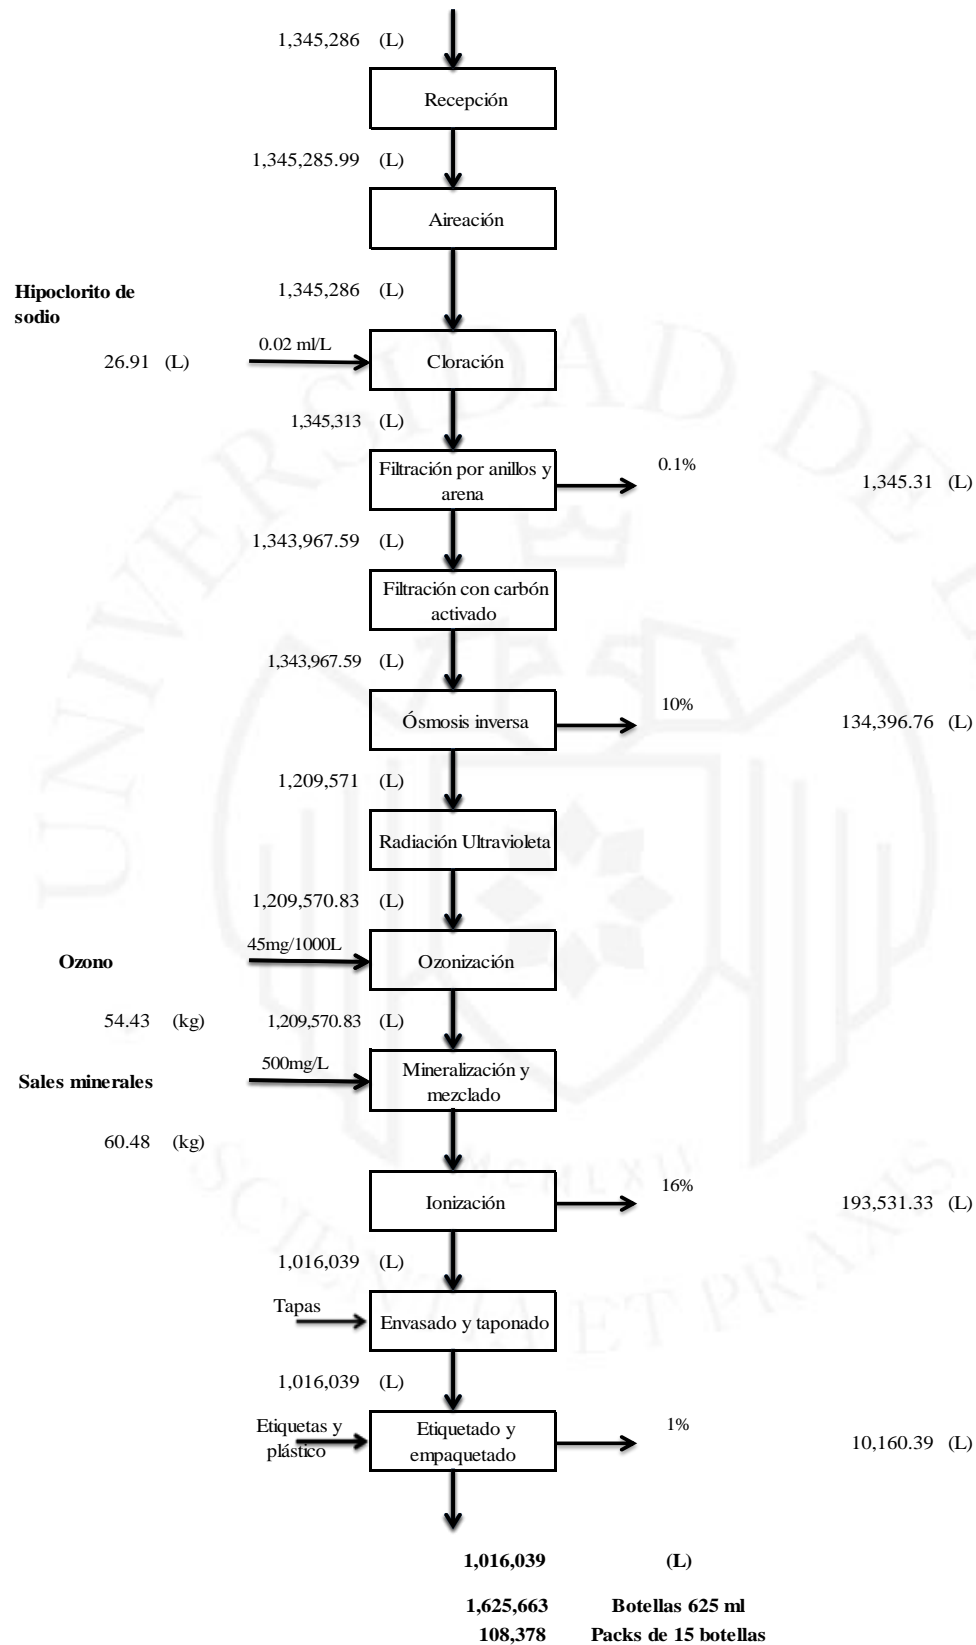 1,345,286 (L)
Recepción
1,345,285.99 (L)
Aireación
Hipoclorito de
sodio
1,345,286 (L)
26.91 (L)
0.02 ml/L
Cloración
1,345,313 (L)
Filtración por anillos y
arena
0.1%
1,345.31 (L)
1,343,967.59 (L)
Filtración con carbón
activado
1,343,967.59 (L)
Ósmosis inversa
10%
134,396.76 (L)
1,209,571 (L)
Radiación Ultravioleta
1,209,570.83 (L)
Ozono
45mg/1000L
Ozonización
54.43 (kg)
1,209,570.83 (L)
Sales minerales
500mg/L
Mineralización y
mezclado
60.48 (kg)
Ionización
16%
193,531.33 (L)
1,016,039 (L)
Tapas
Envasado y taponado
1,016,039 (L)
Etiquetas y
plástico
Etiquetado y
empaquetado
1%
10,160.39 (L)
1,016,039 (L)
1,625,663 Botellas 625 ml
108,378 Packs de 15 botellas
UNIVERSIDAD DE
SCIENTIA ET PRAXIS
MCMLXII